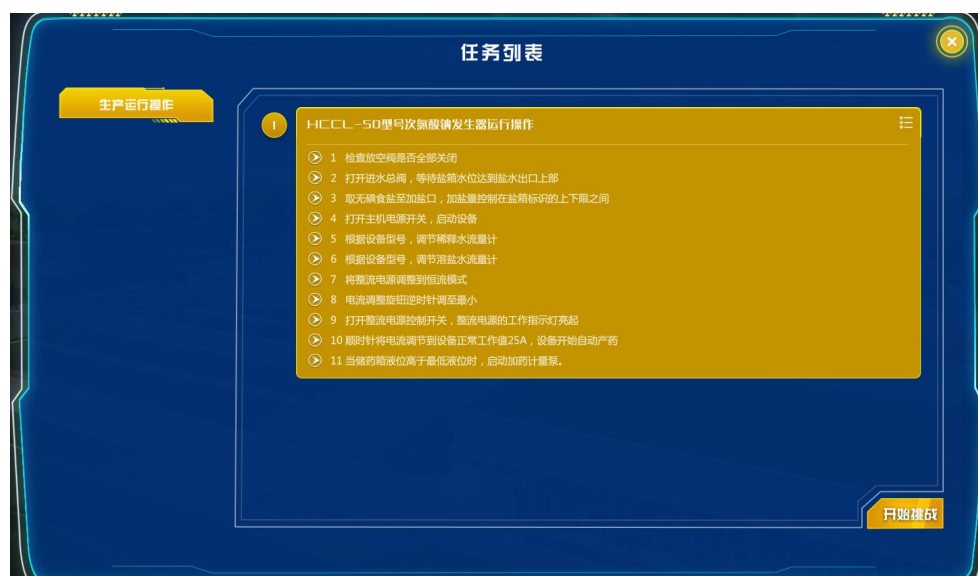 任务列表
生产运行操作
1 HCCL-50型号次氯酸钠发生器运行操作
1 检查放空阀是否全部关闭
2 打开进水总阀，等待盐箱水位达到盐水出口上部
3 取无碘食盐至加盐口，加盐量控制在盐箱标识的上下限之间
4 打开主机电源开关，启动设备
5 根据设备型号，调节稀释水流量计
6 根据设备型号，调节溶盐水流量计
7 将整流电源调整到恒流模式
8 电流调整旋钮逆时针调至最小
9 打开整流电源控制开关，整流电源的工作指示灯亮起
10 顺时针将电流调节到设备正常工作值25A，设备开始自动产药
11 当储药箱液位高于最低液位时，启动加药计量泵。
开始挑战